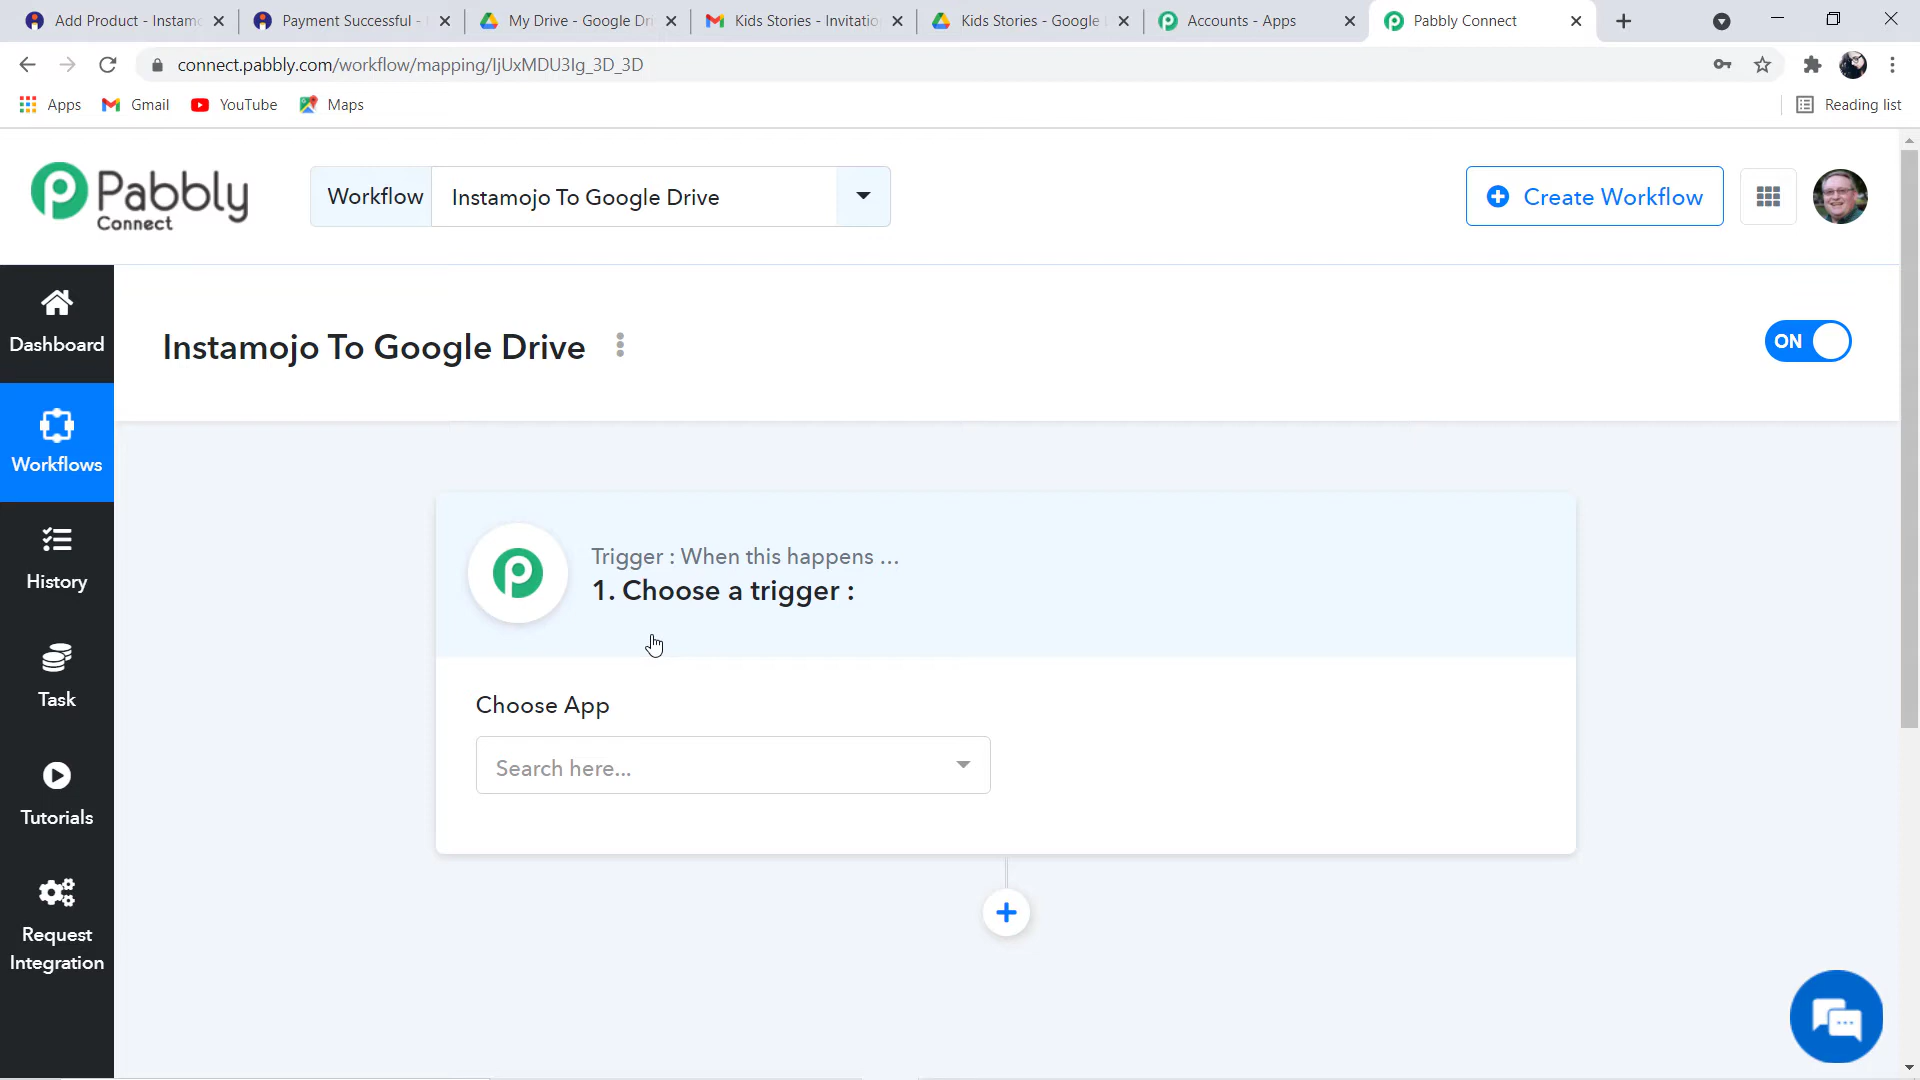 Add Product - Instam
Payment Successful -
My Drive - Google Dri
Kids Stories - Invitatio
Kids Stories - Google
Accounts - Apps
Pabbly Connect
connect.pabbly.com/workflow/mapping/IjUxMDU3Ig_3D_3D
Apps
Gmail
YouTube
Maps
Reading list
Pabbly
Connect
Workflow
Instamojo To Google Drive
Create Workflow
Dashboard
Instamojo To Google Drive
ON
Workflows
History
Task
Tutorials
Request
Integration
Trigger : When this happens ...
1. Choose a trigger :
Choose App
Search here...